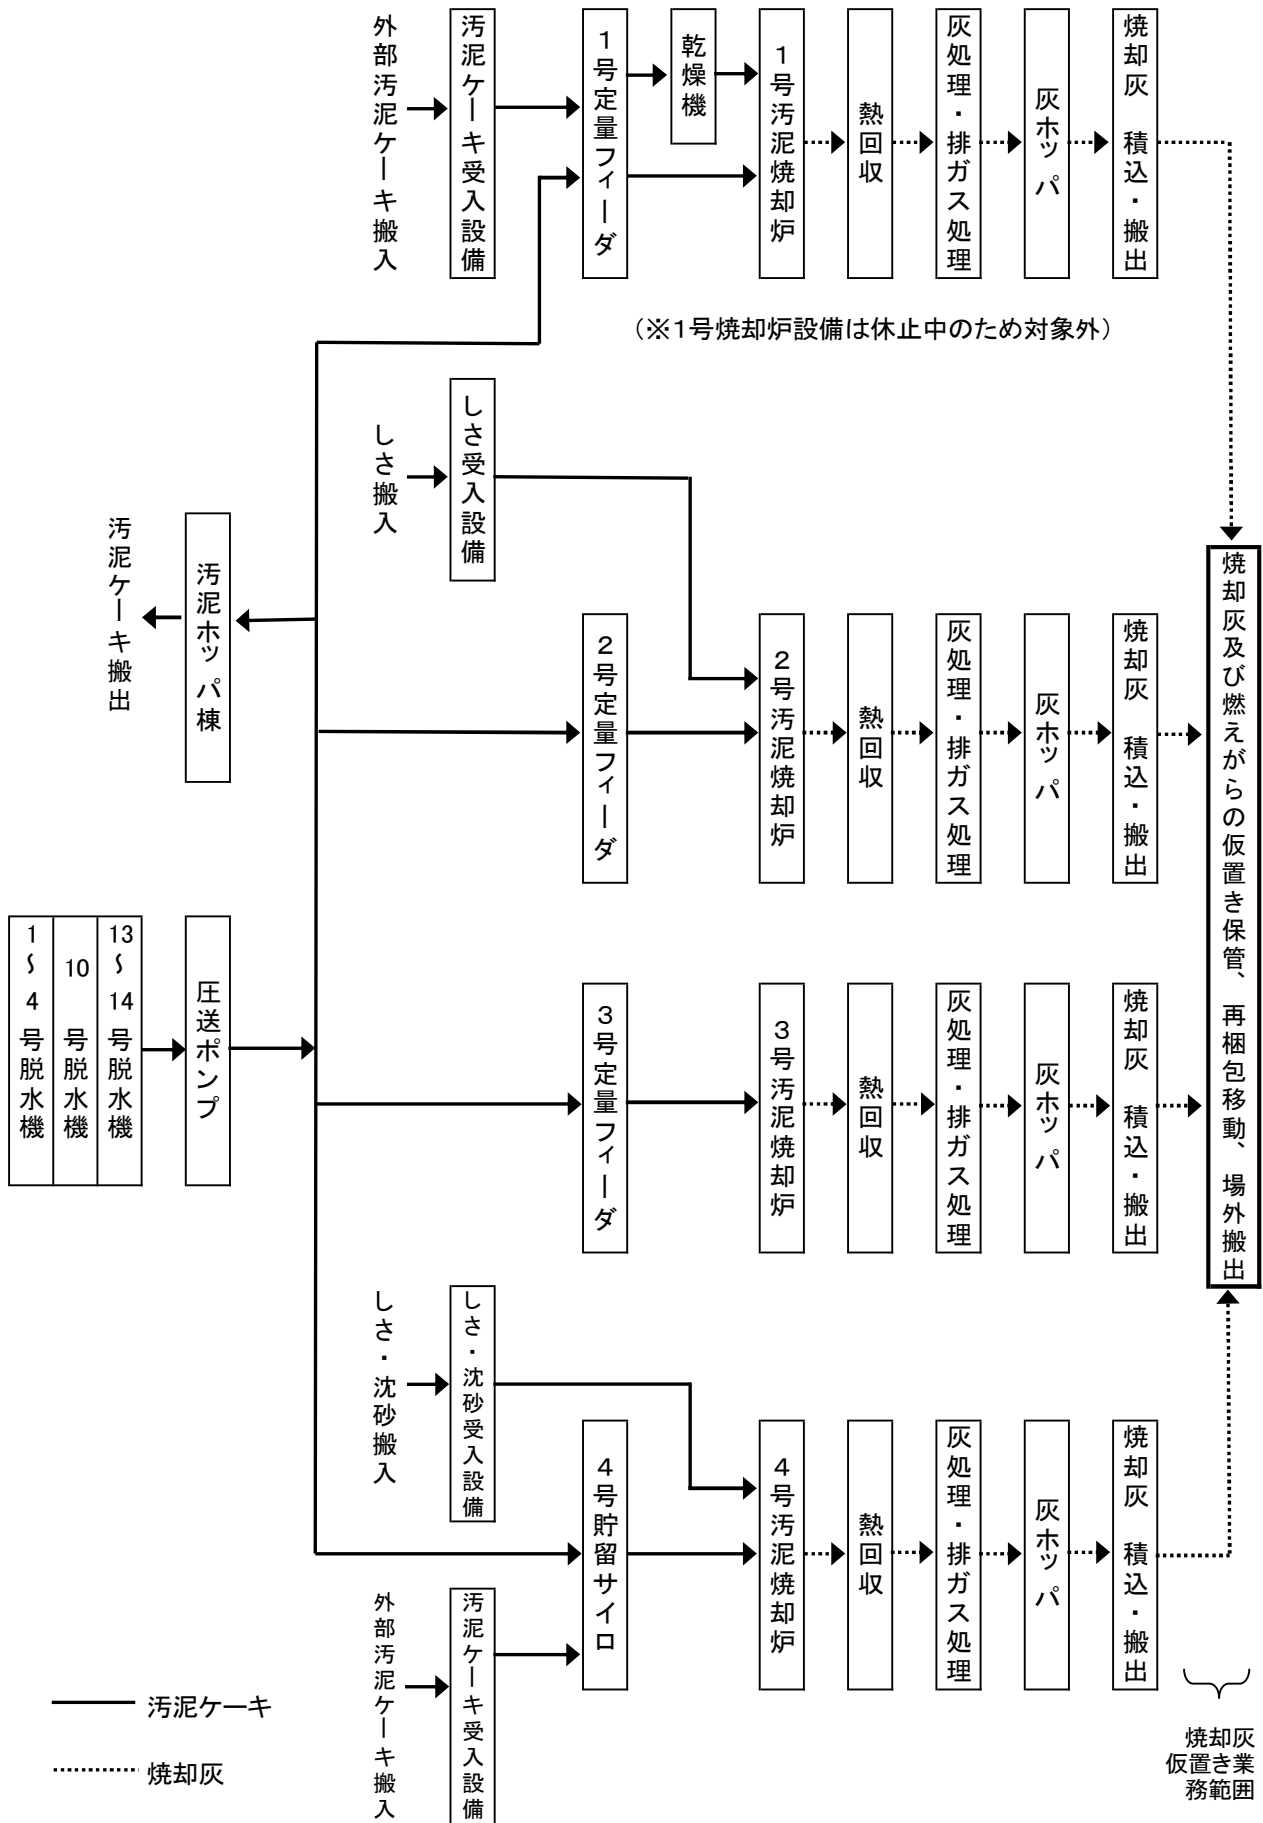 外部汚泥ケーキ搬入
汚泥ケーキ受入設備
1号定量フィーダ
乾燥機
1号汚泥焼却炉
熱回収
灰処理・排ガス処理
灰ホッパ
焼却灰　積込・搬出
（※1号焼却炉設備は休止中のため対象外）
しさ搬入
しさ受入設備
汚泥ケーキ搬出
汚泥ホッパ棟
2号定量フィーダ
2号汚泥焼却炉
熱回収
灰処理・排ガス処理
灰ホッパ
焼却灰　積込・搬出
焼却灰及び燃えがらの仮置き保管、再梱包移動、場外搬出
1～4号脱水機
10号脱水機
13～14号脱水機
圧送ポンプ
3号定量フィーダ
3号汚泥焼却炉
熱回収
灰処理・排ガス処理
灰ホッパ
焼却灰　積込・搬出
しさ・沈砂搬入
しさ・沈砂受入設備
4号貯留サイロ
4号汚泥焼却炉
熱回収
灰処理・排ガス処理
灰ホッパ
焼却灰　積込・搬出
外部汚泥ケーキ搬入
汚泥ケーキ受入設備
汚泥ケーキ
焼却灰
焼却灰
仮置き業
務範囲